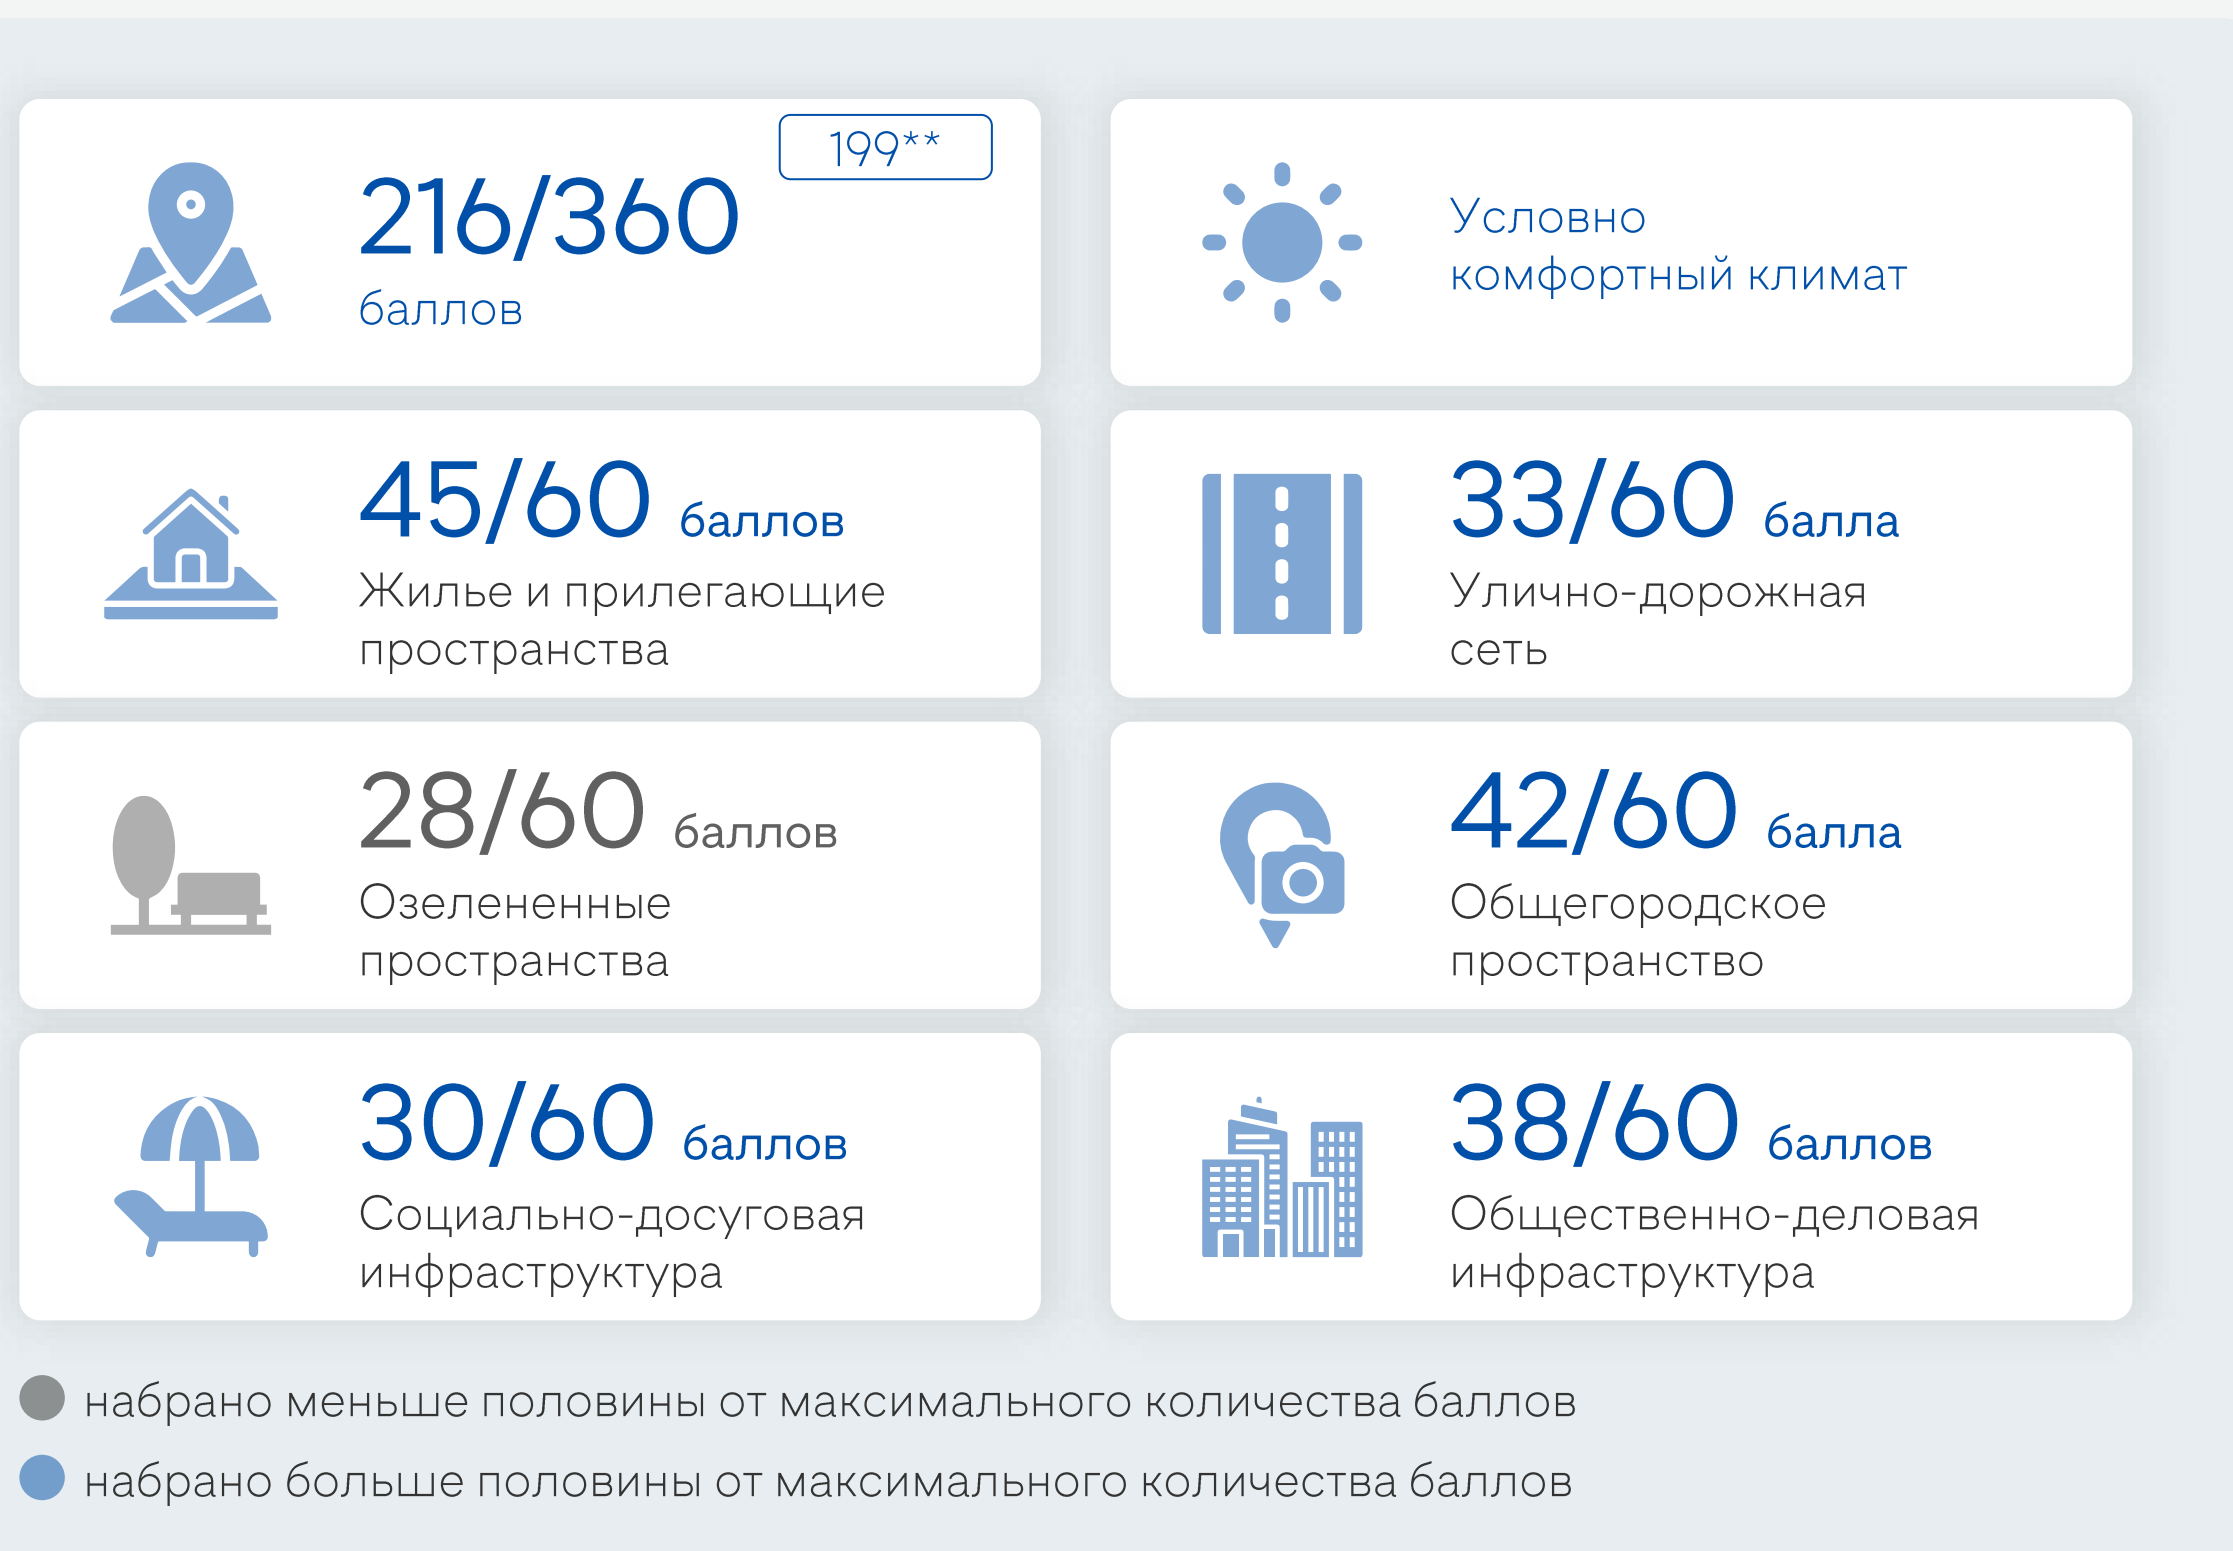 199**
216/360
баллов
Условно
комфортный климат
45/60 баллов
Жилье и прилегающие
пространства
33/60 балла
Улично-дорожная
сеть
28/60 баллов
Озелененные
пространства
42/60 балла
Общегородское
пространство
30/60 баллов
Социально-досуговая
инфраструктура
38/60 баллов
Общественно-деловая
инфраструктура
набрано меньше половины от максимального количества баллов
набрано больше половины от максимального количества баллов